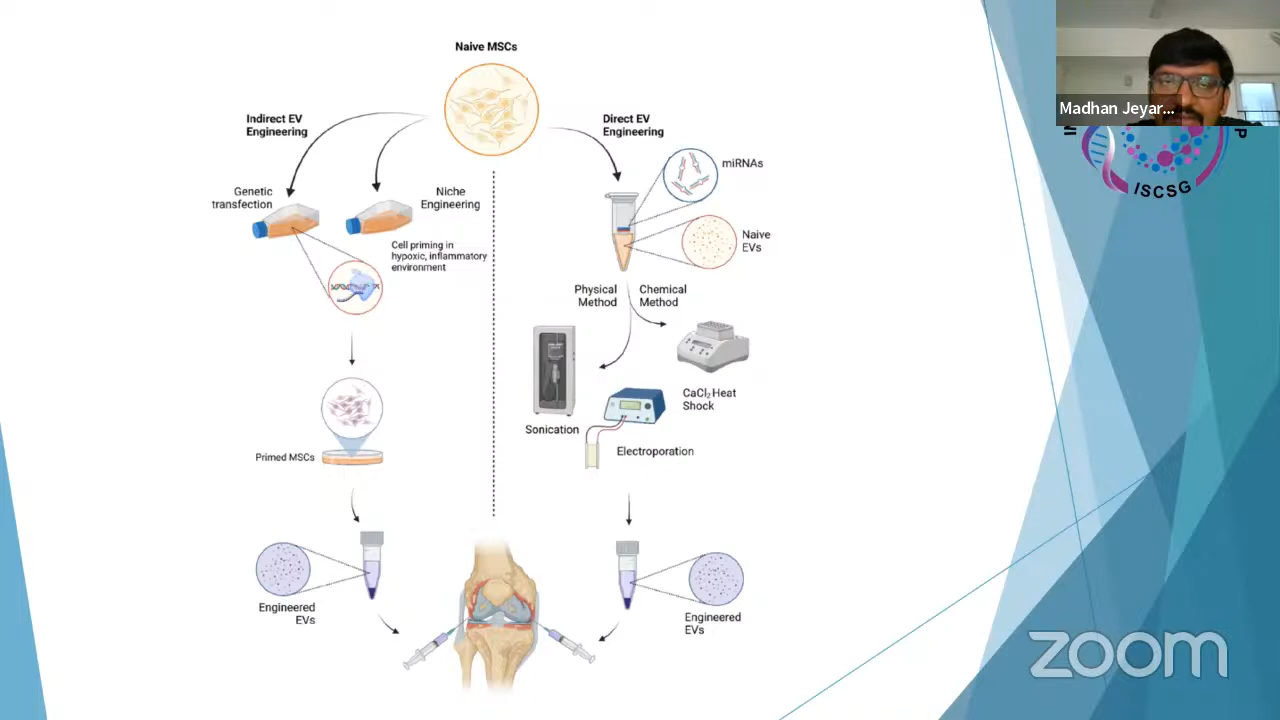 Naive MSCs
Indirect EV
Engineering
Direct EV
Engineering
Genetic
transfection
Niche
Engineering
Cell priming in
hypoxic, inflammatory
environment
miRNAs
Naive
EVs
Physical
Method
Chemical
Method
Sonication
CaCl₂ Heat
Shock
Electroporation
Primed MSCs
Engineered
EVs
Engineered
EVs
Madhan Jeyar...
ISCSG
zoom